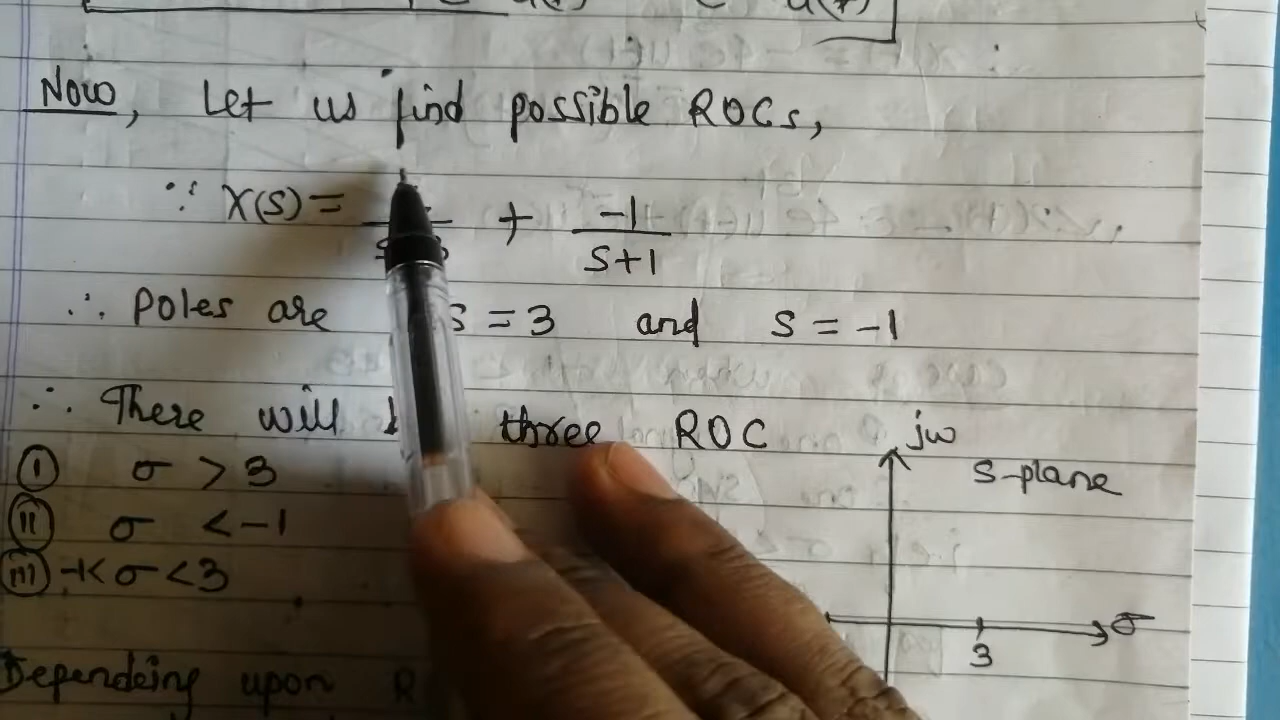 Now, Let us find possible ROCs,
∵ X(S) = + -1/S+1
∴ Poles are S = 3 and S = -1
∴ There will three ROC
I σ > 3
II σ < -1
III -1< σ < 3
jω
S-plane
σ
3
Dependeing upon R